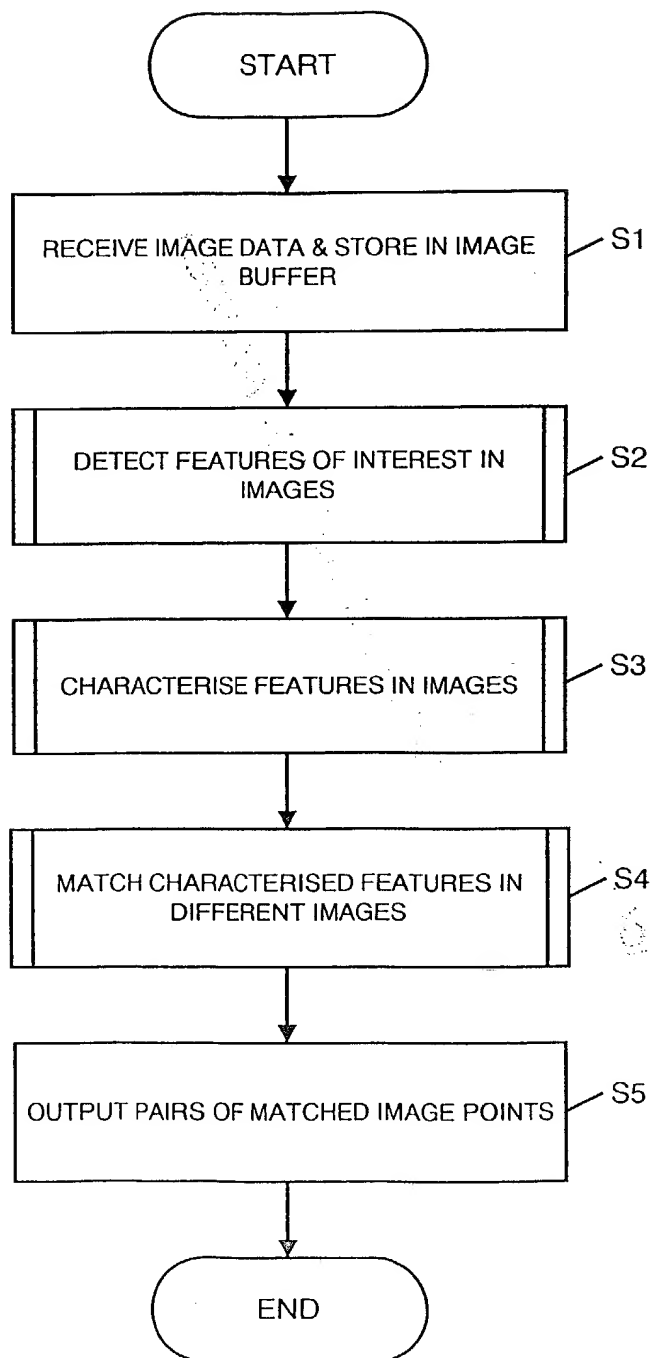 START
RECEIVE IMAGE DATA & STORE IN IMAGE
BUFFER
S1
DETECT FEATURES OF INTEREST IN
IMAGES
S2
CHARACTERISE FEATURES IN IMAGES
S3
MATCH CHARACTERISED FEATURES IN
DIFFERENT IMAGES
S4
OUTPUT PAIRS OF MATCHED IMAGE POINTS
S5
END